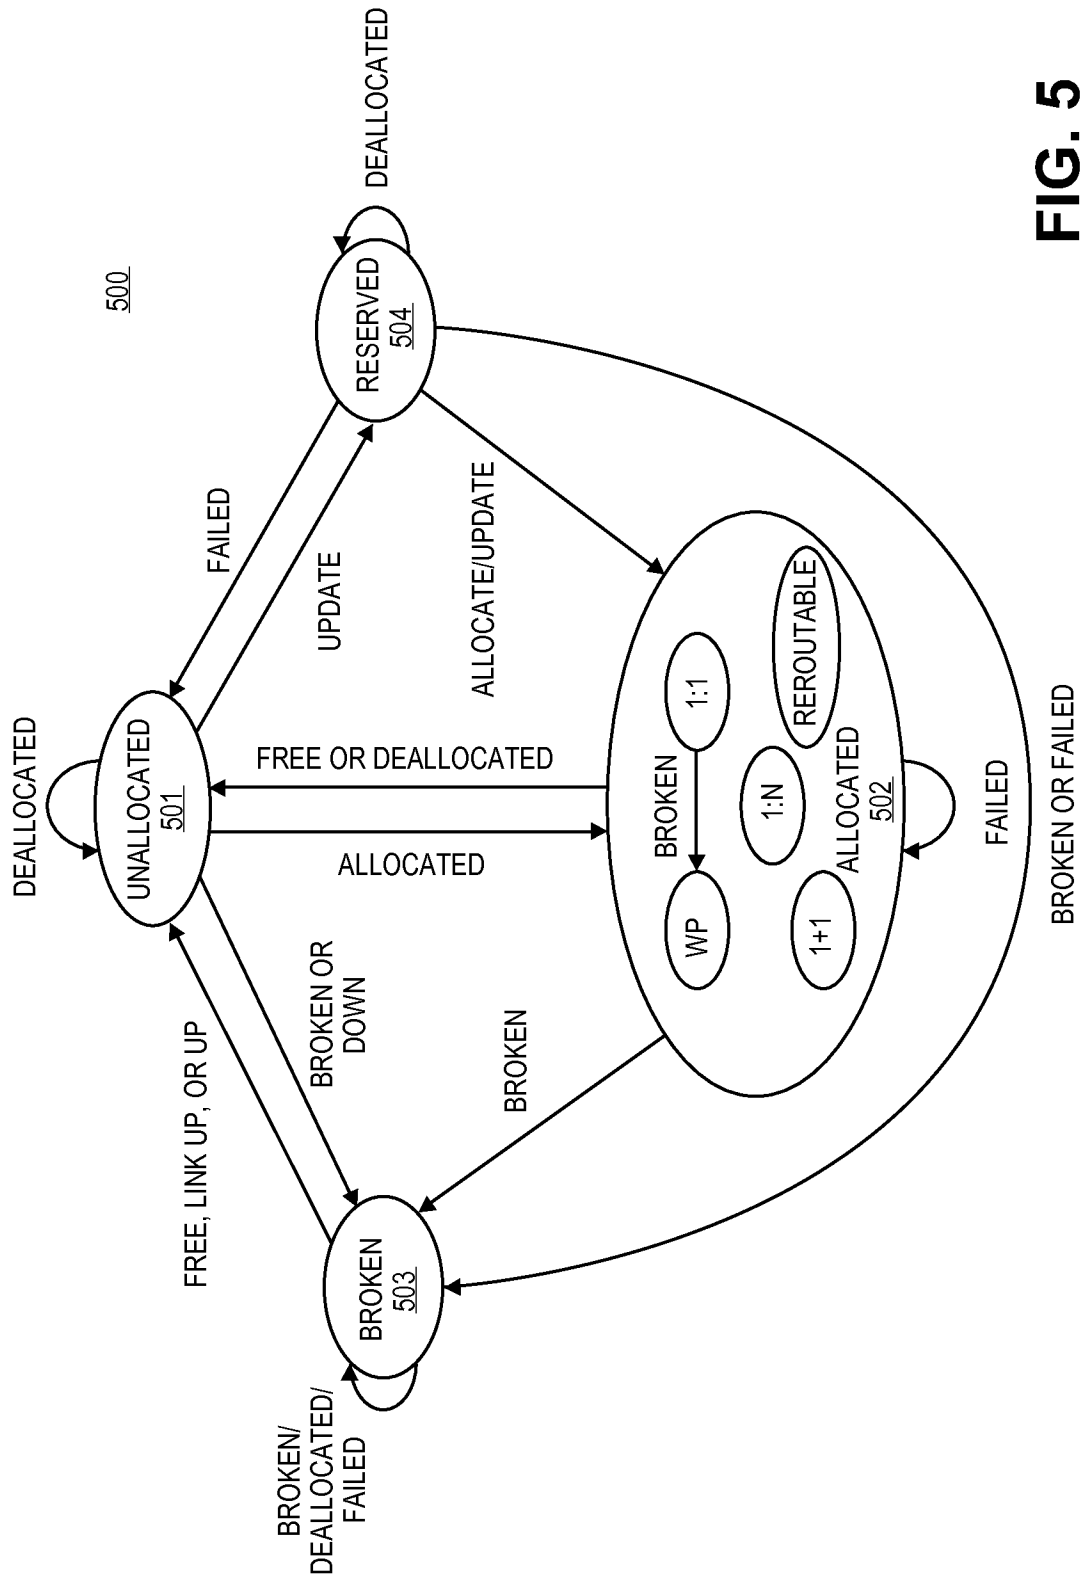 500
DEALLOCATED
UNALLOCATED
501
FREE, LINK UP, OR UP
FAILED
BROKEN OR
DOWN
UPDATE
BROKEN/
DEALLOCATED/
FAILED
BROKEN
503
ALLOCATED
FREE OR DEALLOCATED
RESERVED
504
DEALLOCATED
BROKEN
ALLOCATE/UPDATE
WP
BROKEN
1:1
1:N
1+1
REROUTABLE
ALLOCATED
502
FAILED
BROKEN OR FAILED
FIG. 5